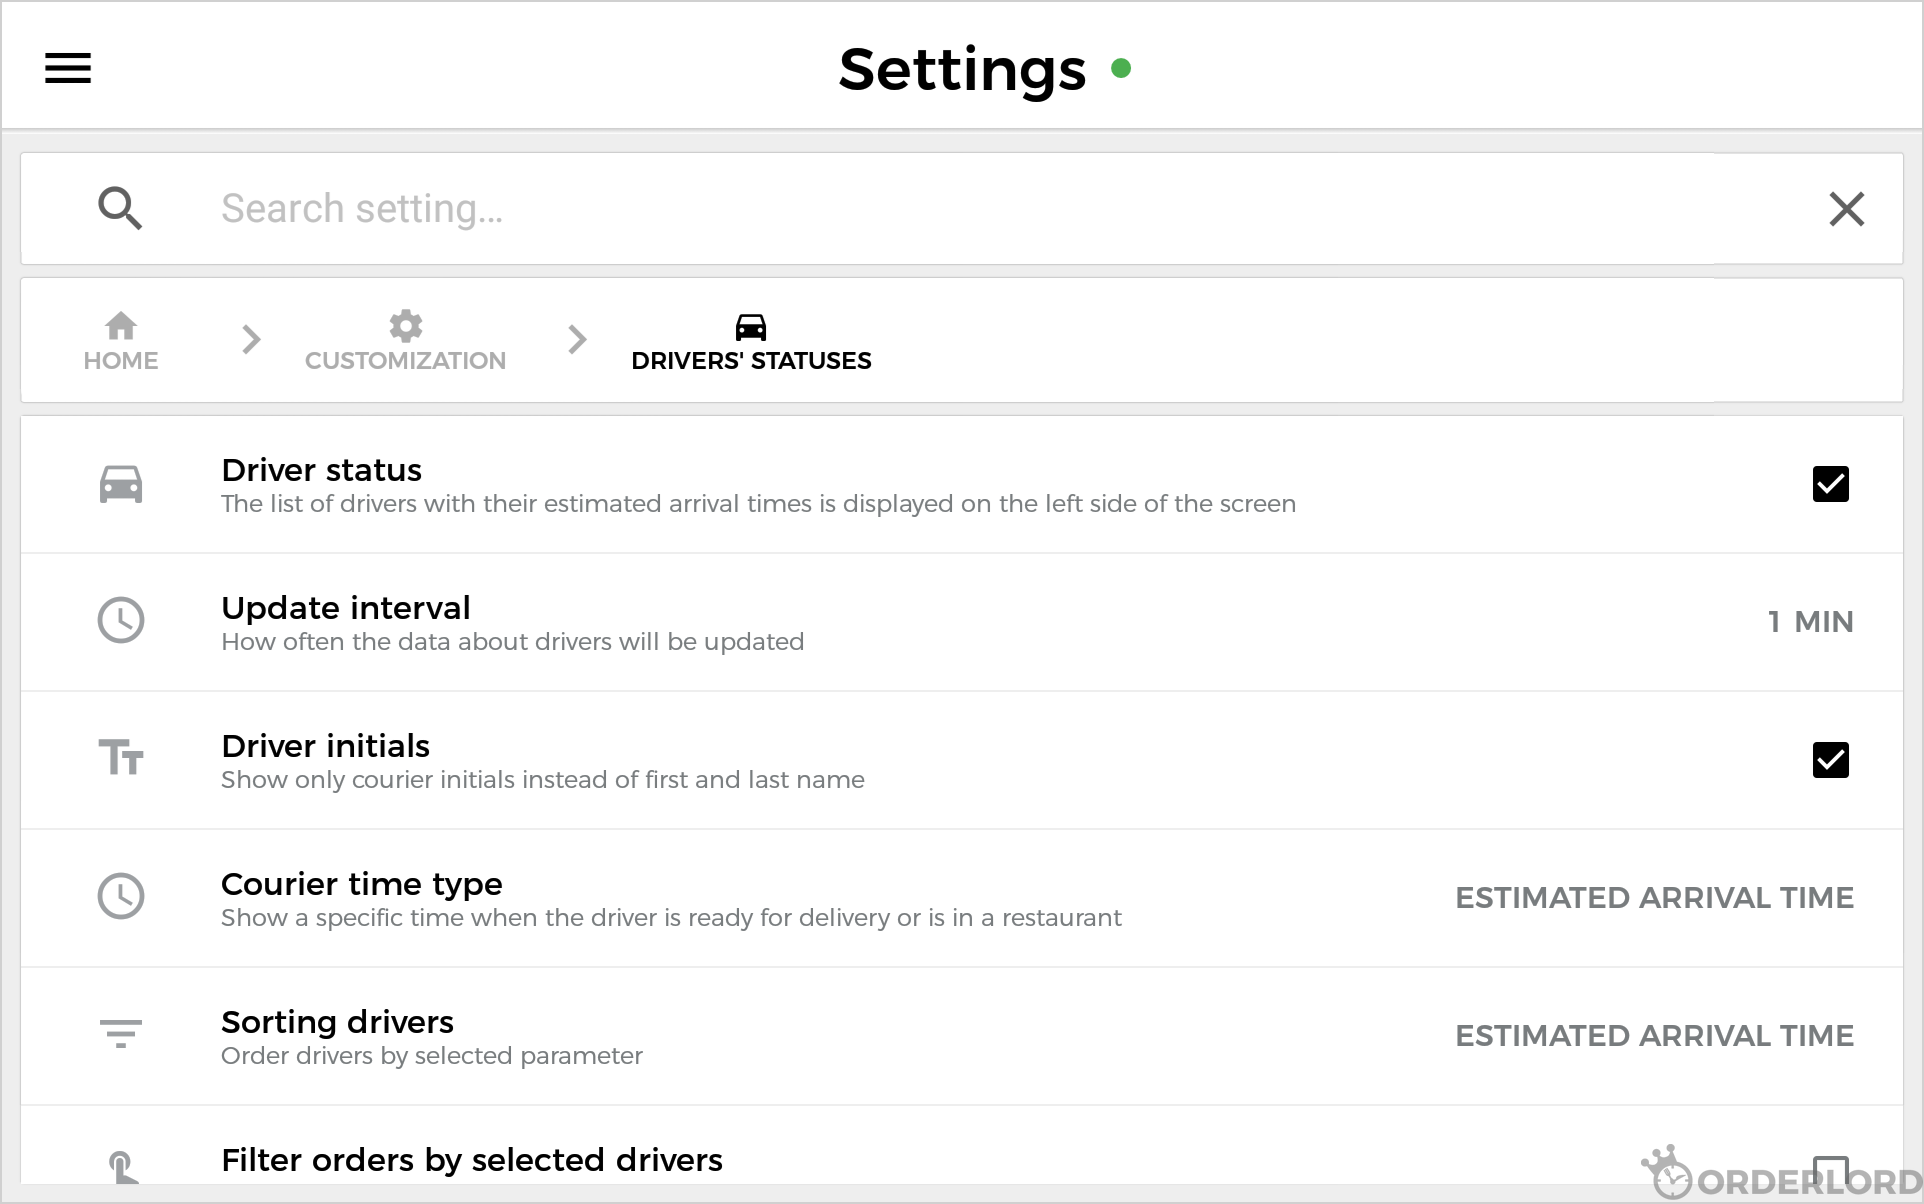 Settings
Search setting...
HOME
CUSTOMIZATION
DRIVERS' STATUSES
Driver status
The list of drivers with their estimated arrival times is displayed on the left side of the screen
Update interval
How often the data about drivers will be updated
1 MIN
Driver initials
Show only courier initials instead of first and last name
Courier time type
Show a specific time when the driver is ready for delivery or is in a restaurant
ESTIMATED ARRIVAL TIME
Sorting drivers
Order drivers by selected parameter
ESTIMATED ARRIVAL TIME
Filter orders by selected drivers
ORDERLORD